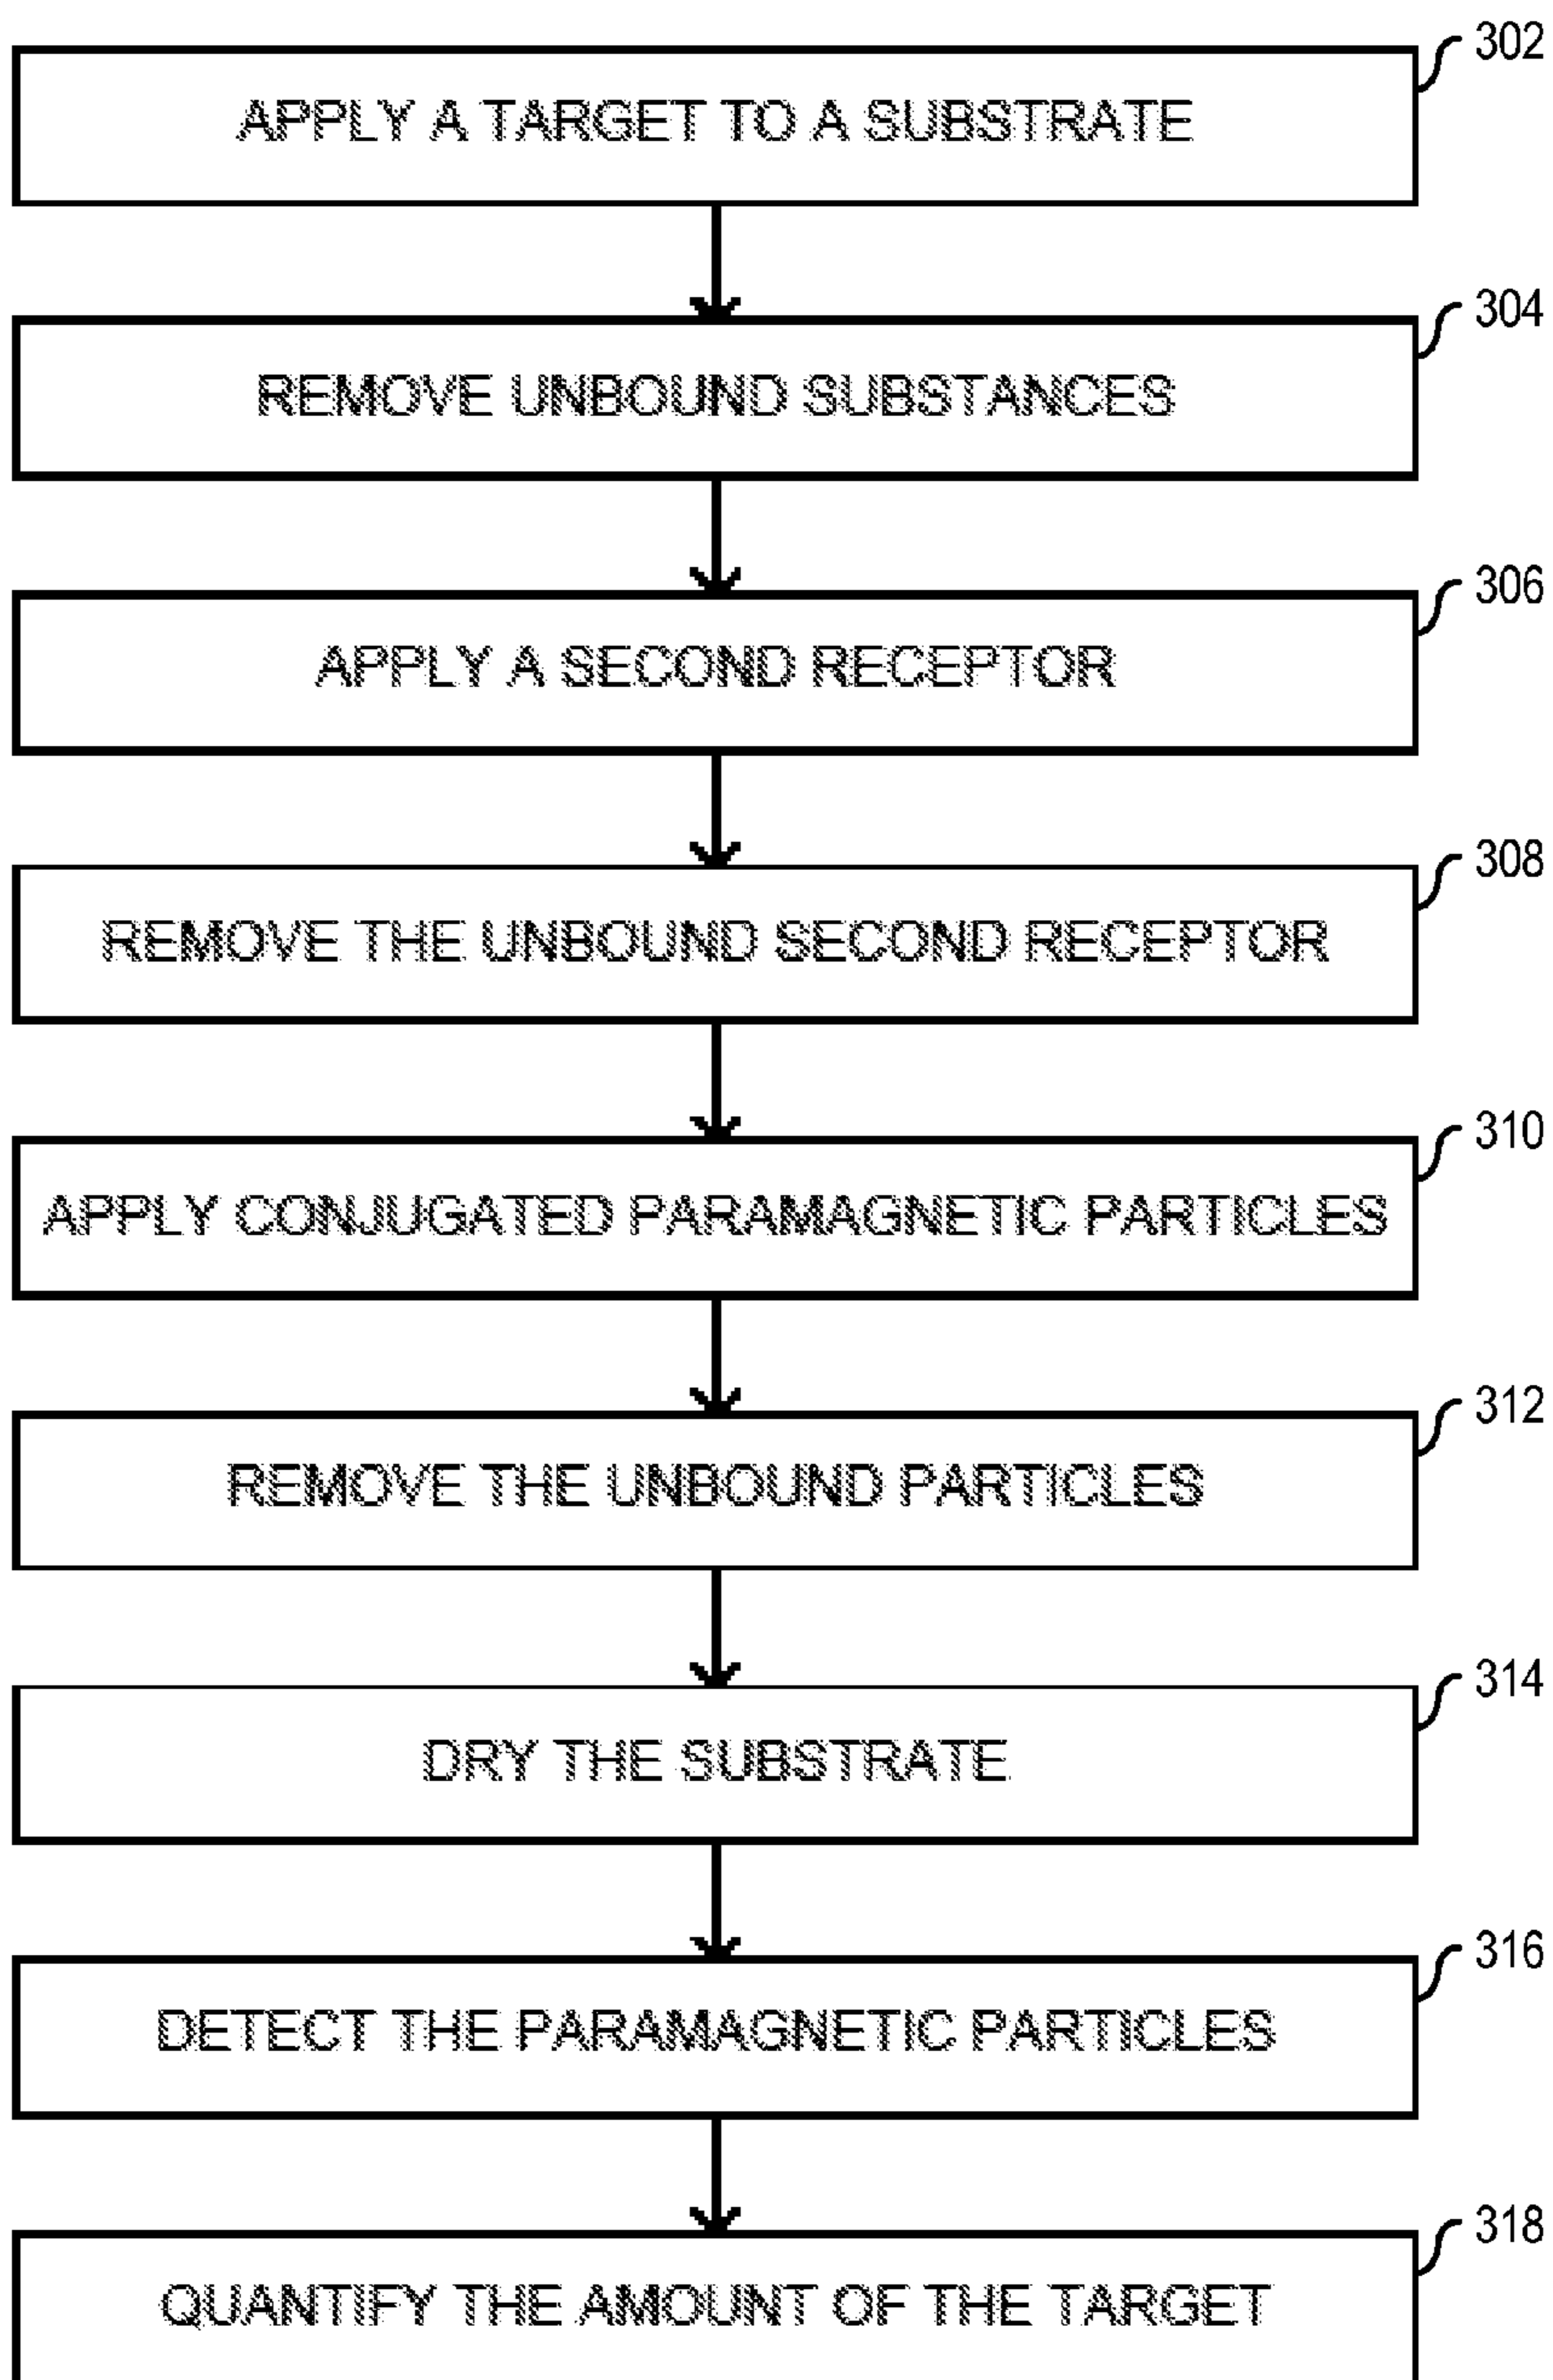 302
APPLY A TARGET TO A SUBSTRATE
304
REMOVE UNBOUND SUBSTANCES
306
APPLY A SECOND RECEPTOR
308
REMOVE THE UNBOUND SECOND RECEPTOR
310
APPLY CONJUGATED PARAMAGNETIC PARTICLES
312
REMOVE THE UNBOUND PARTICLES
314
DRY THE SUBSTRATE
316
DETECT THE PARAMAGNETIC PARTICLES
318
QUANTIFY THE AMOUNT OF THE TARGET